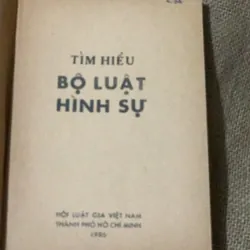 TÌM HIỂU
BỘ LUẬT
HÌNH SỰ
HỘI LUẬT GIA VIỆT NAM
THÀNH PHỐ HỒ CHÍ MINH